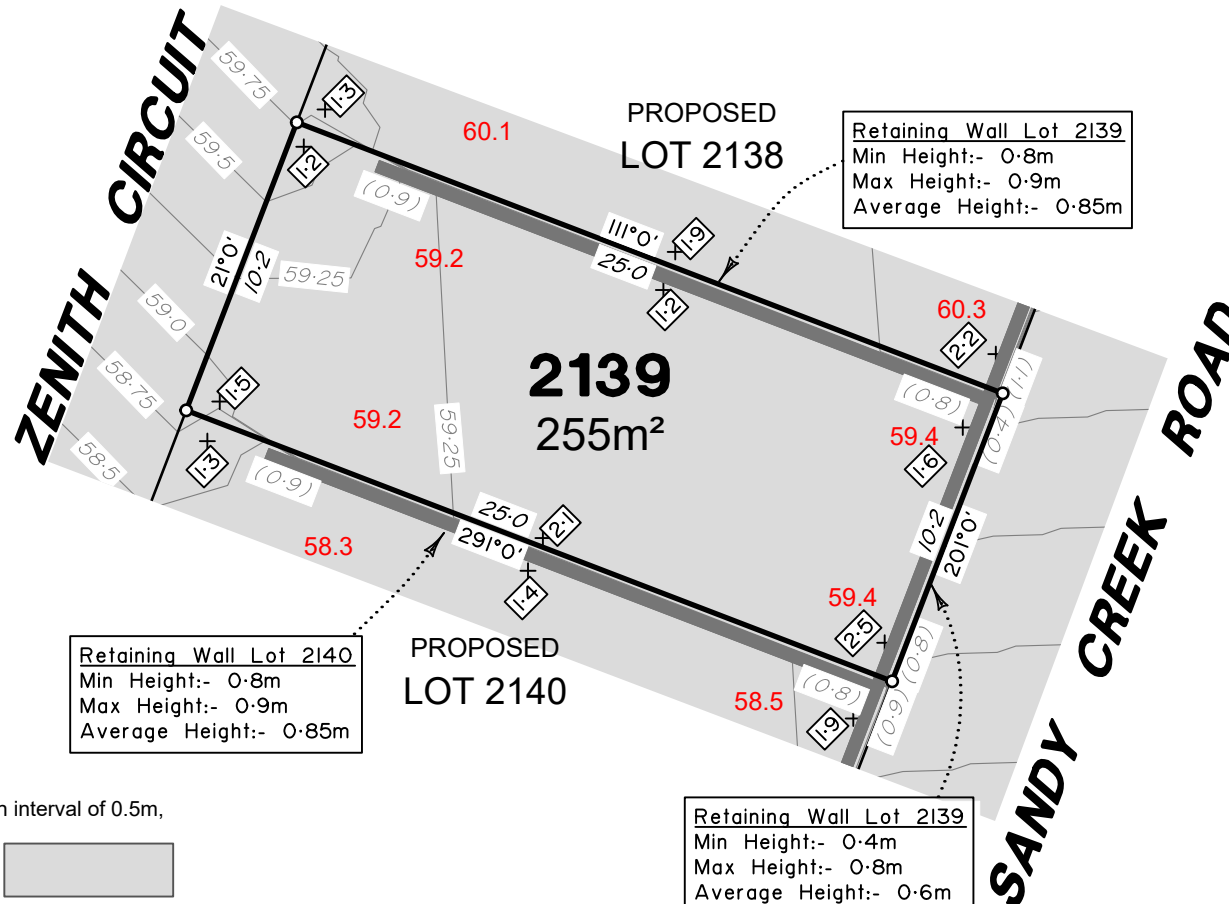 ZENITH CIRCUIT
59·75
59·5
59·25
59·0
58·75
58·5
1·3
1·2
60.1
PROPOSED
LOT 2138
Retaining Wall Lot 2139
Min Height:- 0·8m
Max Height:- 0·9m
Average Height:- 0·85m
(0·9)
111°0'
25·0
1·9
1·2
59.2
21°0'
10·2
60.3
2·2
(1·1)
(0·8)
(0·4)
59.4
1·6
2139
255m²
59.2
59·25
1·5
1·3
(0·9)
25·0
291°0'
2·1
1·4
58.3
10·2
201°0'
59.4
2·5
(0·8)
(0·8)
(0·9)
58.5
1·9
SANDY CREEK ROAD
PROPOSED
LOT 2140
Retaining Wall Lot 2140
Min Height:- 0·8m
Max Height:- 0·9m
Average Height:- 0·85m
Retaining Wall Lot 2139
Min Height:- 0·4m
Max Height:- 0·8m
Average Height:- 0·6m
n interval of 0.5m,